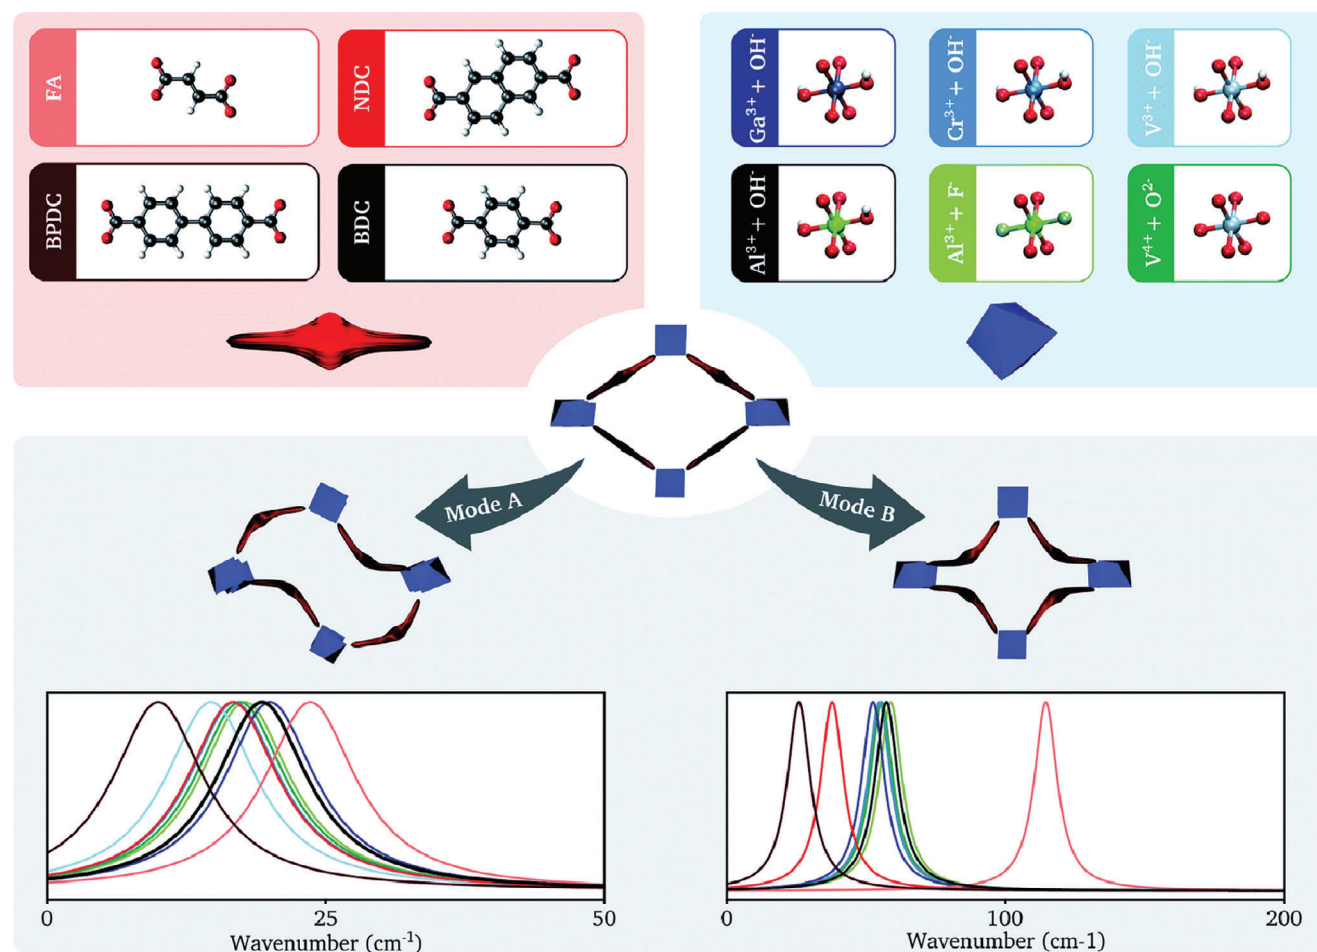 FA
NDC
BPDC
BDC
Ga³⁺ + OH⁻
Cr³⁺ + OH⁻
V³⁺ + OH⁻
Al³⁺ + OH⁻
Al³⁺ + F⁻
V⁴⁺ + O²⁻
Mode A
Mode B
0 25 50
Wavenumber (cm⁻¹)
0 100 200
Wavenumber (cm-1)